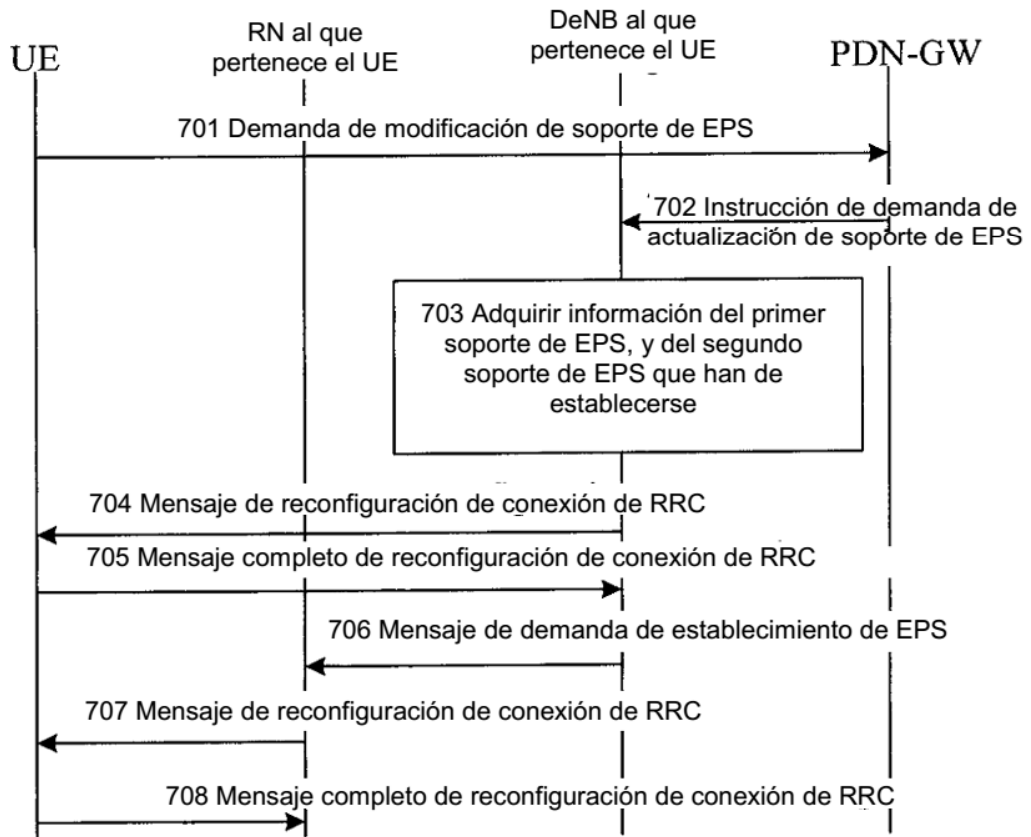 UE
RN al que
pertenece el UE
DeNB al que
pertenece el UE
PDN-GW
701 Demanda de modificación de soporte de EPS
702 Instrucción de demanda de
actualización de soporte de EPS
703 Adquirir información del primer
soporte de EPS, y del segundo
soporte de EPS que han de
establecerse
704 Mensaje de reconfiguración de conexión de RRC
705 Mensaje completo de reconfiguración de conexión de RRC
706 Mensaje de demanda de establecimiento de EPS
707 Mensaje de reconfiguración de conexión de RRC
708 Mensaje completo de reconfiguración de conexión de RRC